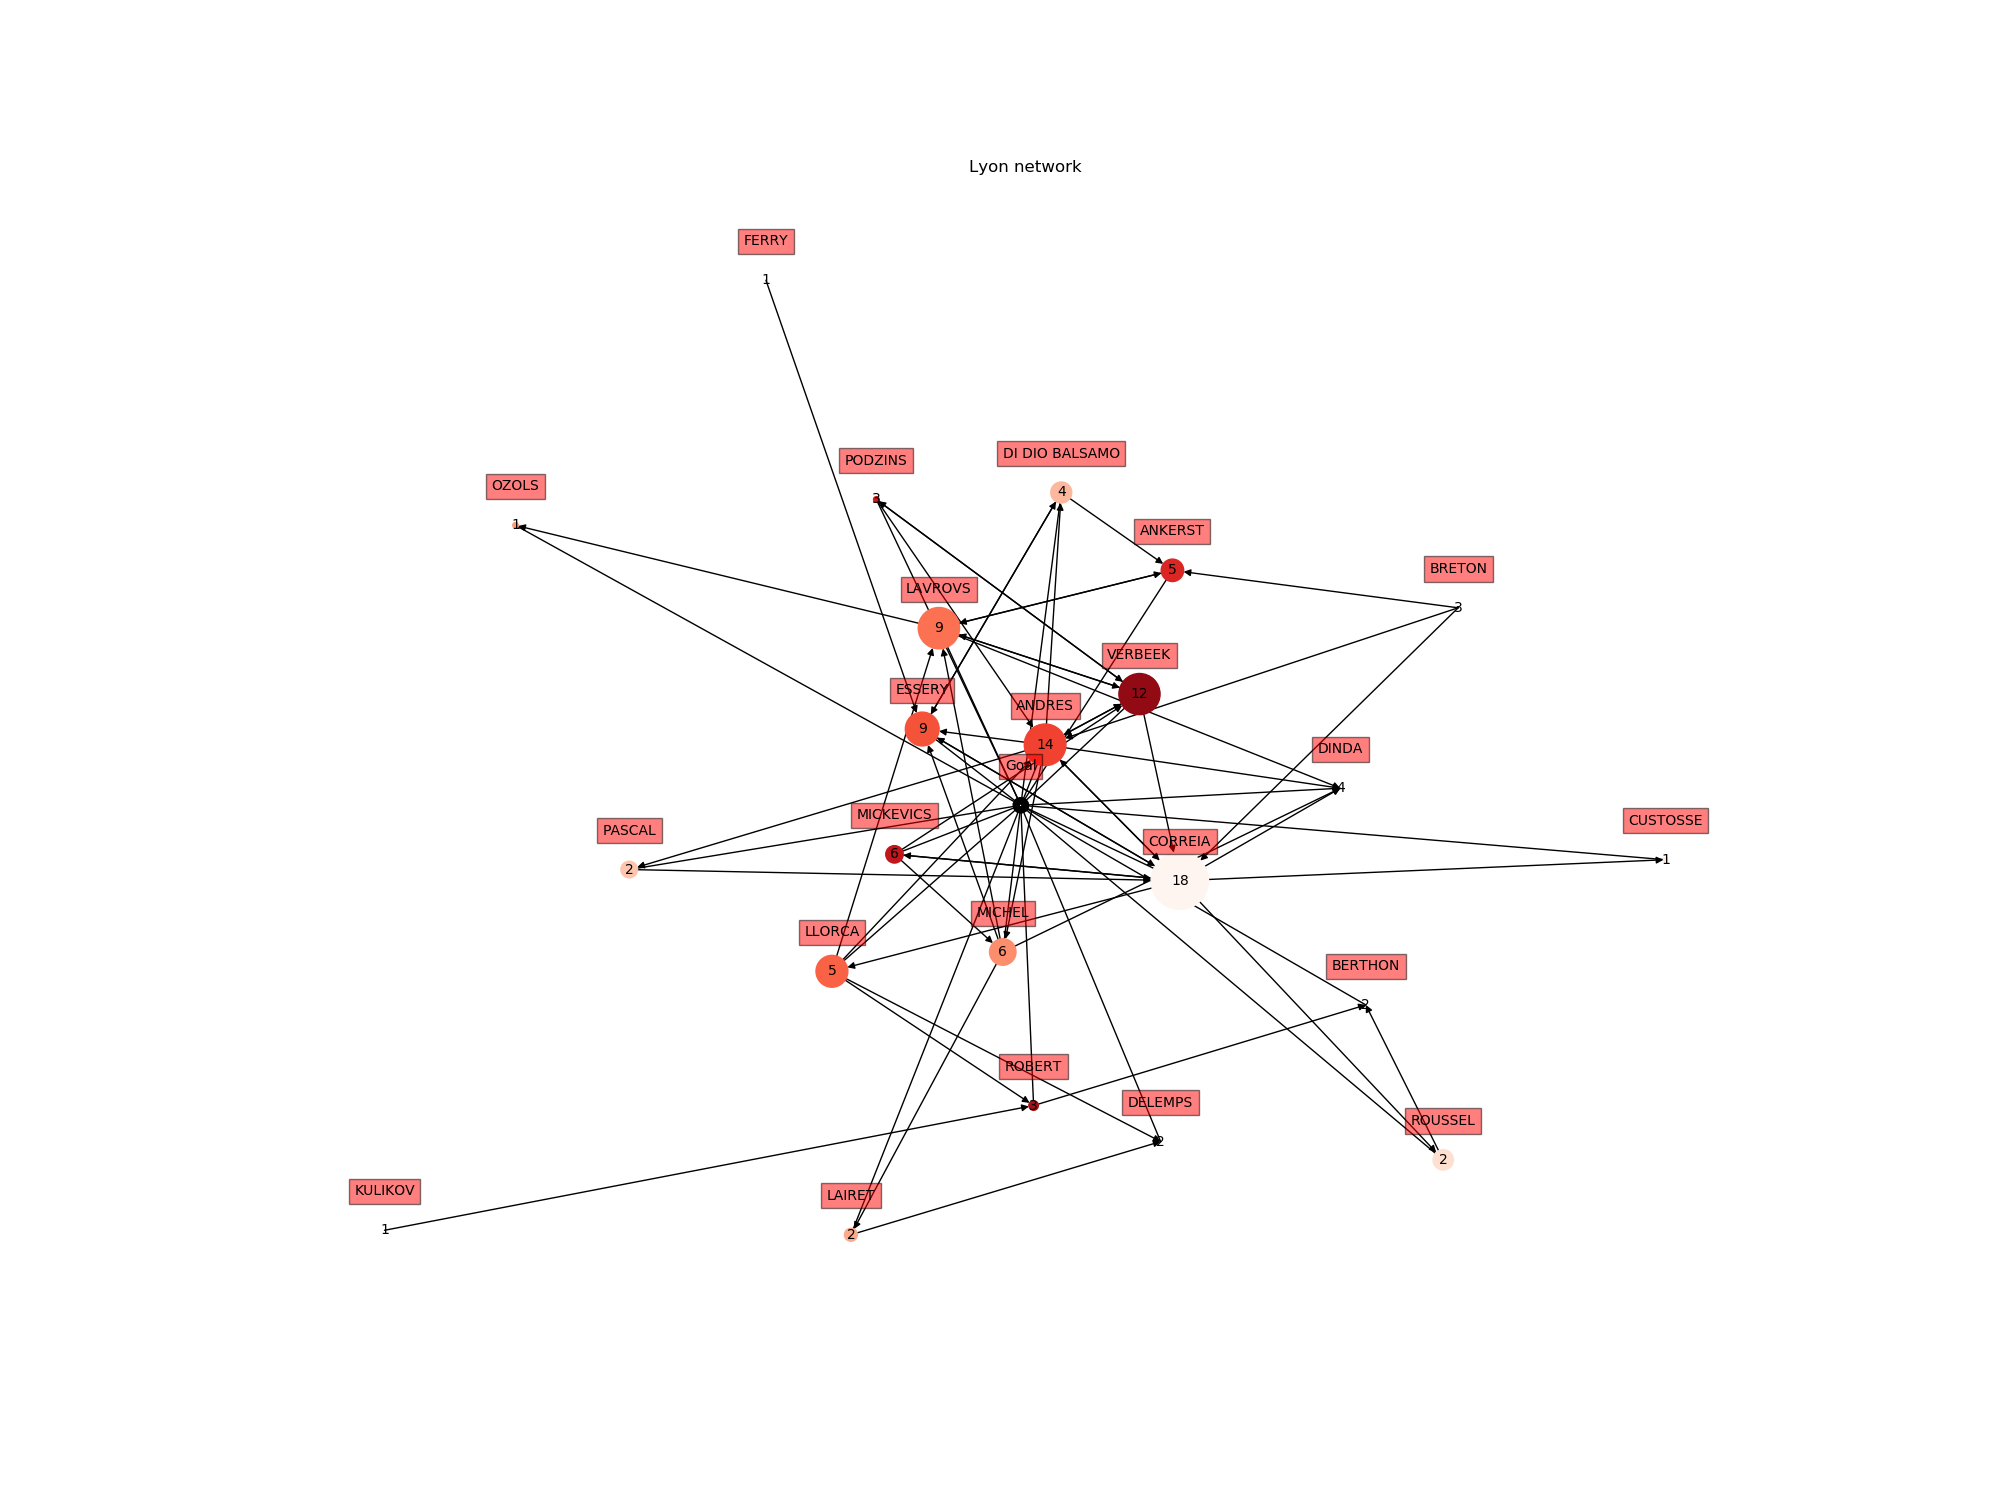 Lyon network
FERRY
1
PODZINS
3
DI DIO BALSAMO
4
OZOLS
1
ANKERST
5
BRETON
3
LAVROVS
9
VERBEEK
12
ESSERY
9
ANDRES
14
Goal
DINDA
4
MICKEVICS
6
PASCAL
2
CUSTOSSE
1
CORREIA
18
MICHEL
6
LLORCA
5
BERTHON
2
ROBERT
3
DELEMPS
2
ROUSSEL
2
KULIKOV
1
LAIRET
2